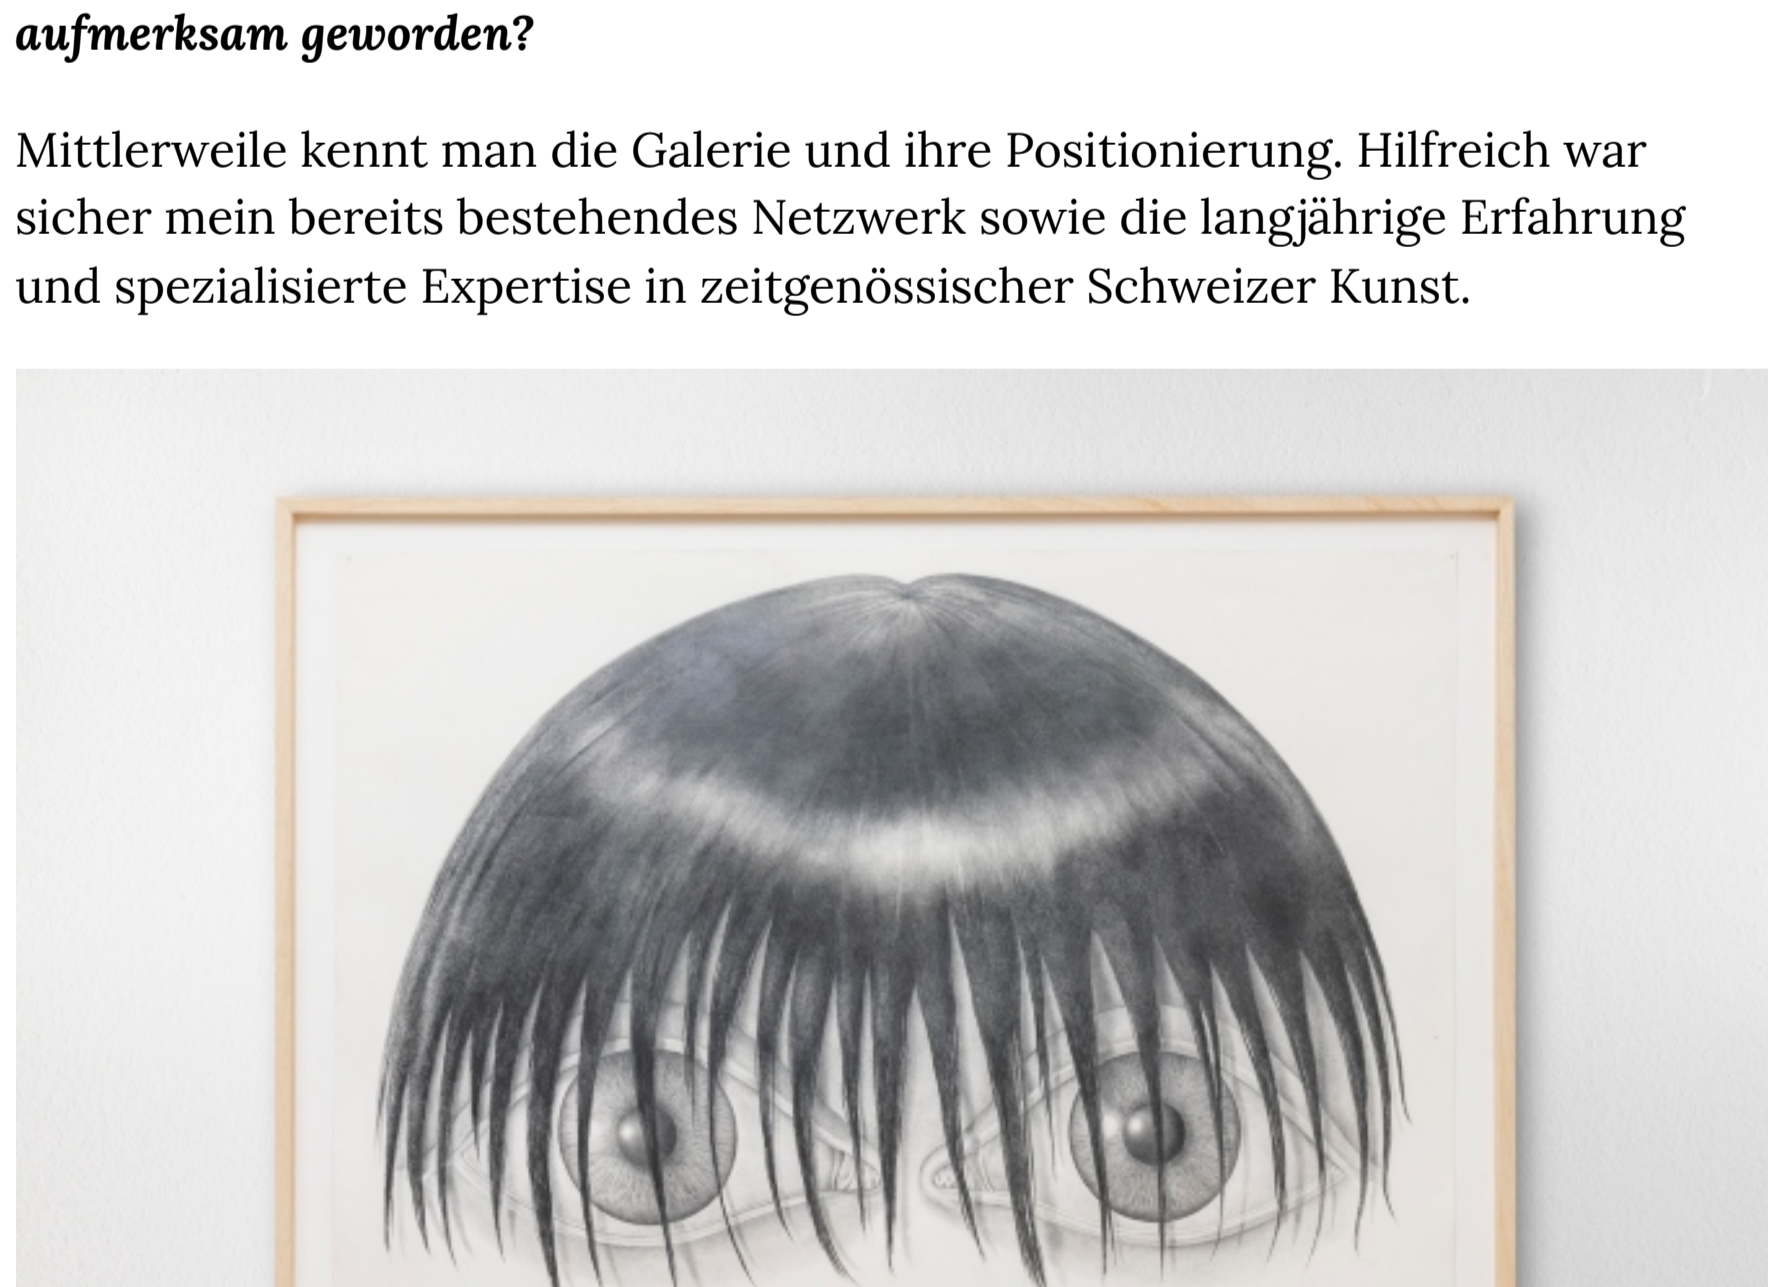 aufmerksam geworden?
Mittlerweile kennt man die Galerie und ihre Positionierung. Hilfreich war
sicher mein bereits bestehendes Netzwerk sowie die langjährige Erfahrung
und spezialisierte Expertise in zeitgenössischer Schweizer Kunst.